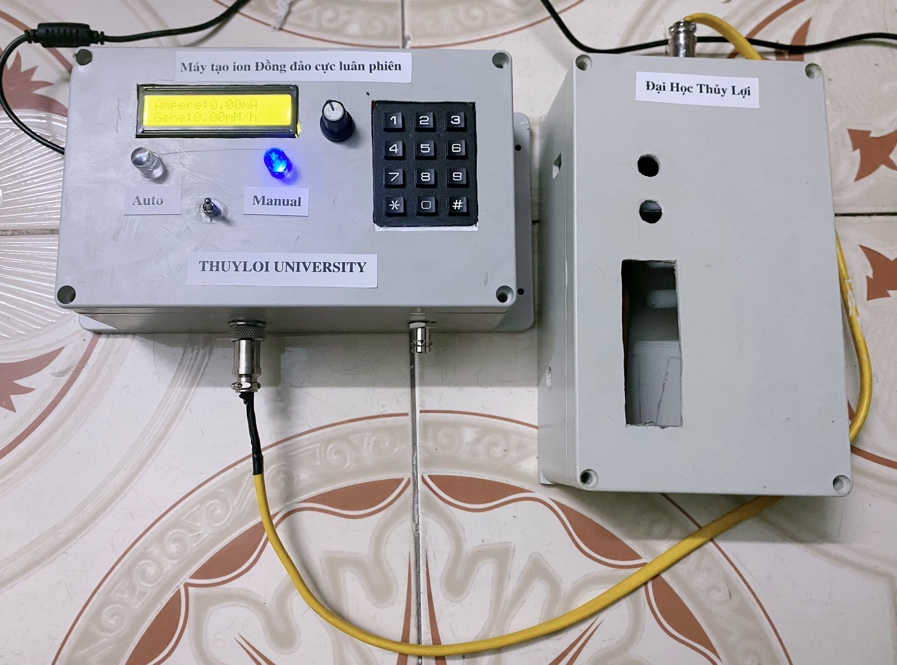 Máy tạo ion Đồng đảo cực luân phiên
Ampere:0.00mA
Gene:0.00mM/h
Auto
Manual
THUYLOI UNIVERSITY
1 2 3
4 5 6
7 8 9
* 0 #
Đại Học Thủy Lợi